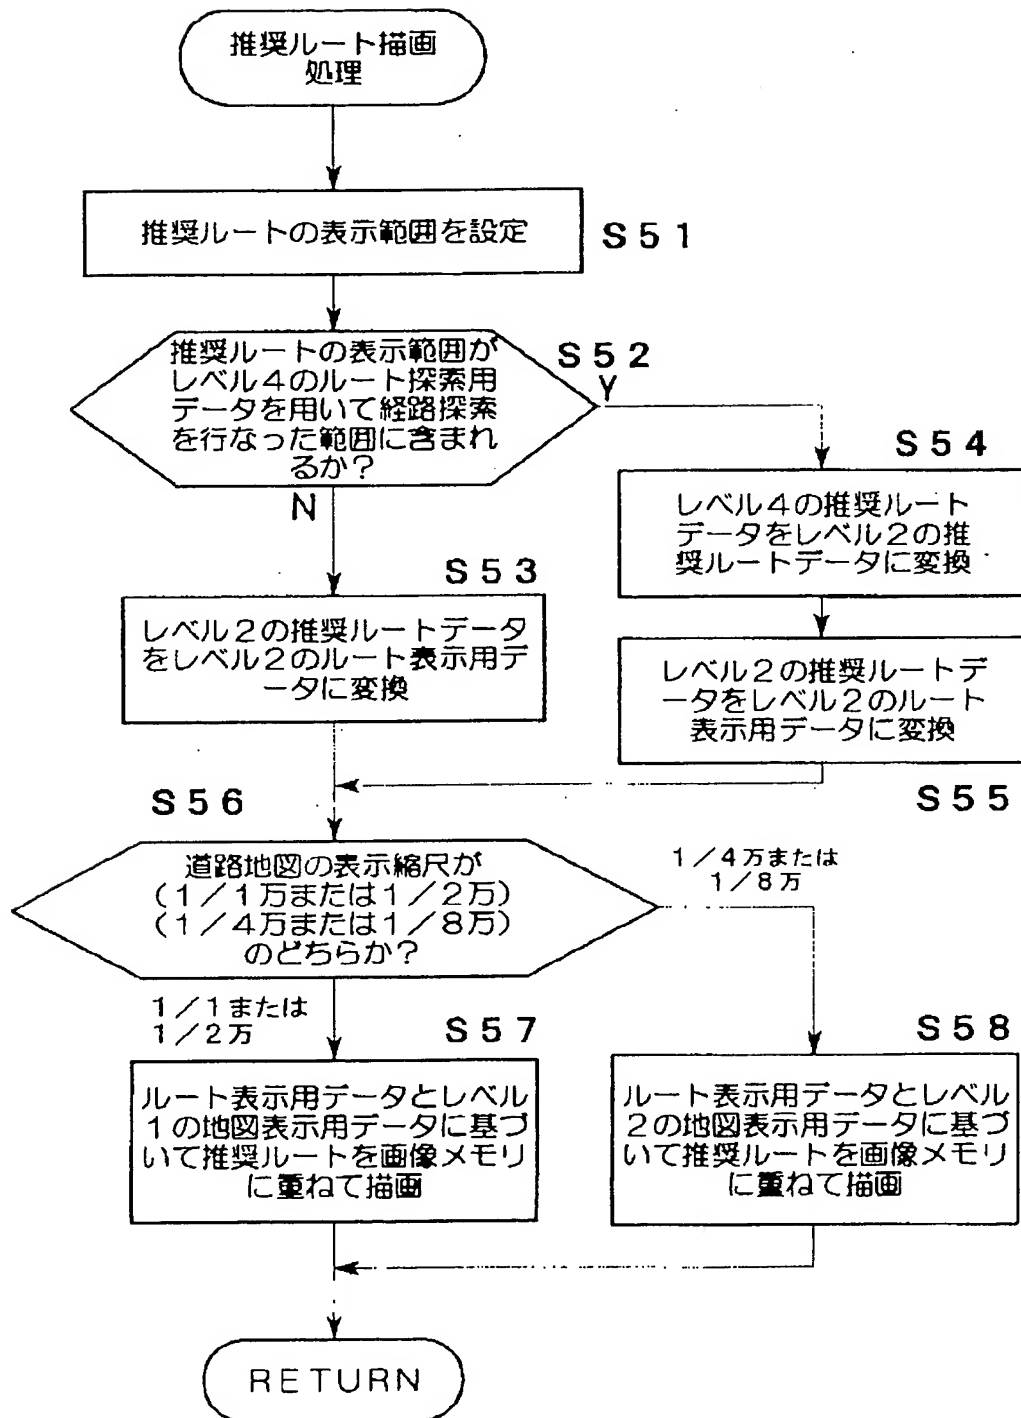 推奨ルート描画
処理
推奨ルートの表示範囲を設定
S51
推奨ルートの表示範囲が
レベル4のルート探索用
データを用いて経路探索
を行なった範囲に含まれ
るか?
S52
Y
N
S54
レベル4の推奨ルート
データをレベル2の推
奨ルートデータに変換
S53
レベル2の推奨ルートデータ
をレベル2のルート表示用デ
ータに変換
レベル2の推奨ルートデ
ータをレベル2のルート
表示用データに変換
S55
S56
道路地図の表示縮尺が
(1/1万または1/2万)
(1/4万または1/8万)
のどちらか?
1/4万または
1/8万
1/1または
1/2万
S57
ルート表示用データとレベル
1の地図表示用データに基づ
いて推奨ルートを画像メモリ
に重ねて描画
S58
ルート表示用データとレベル
2の地図表示用データに基づ
いて推奨ルートを画像メモリ
に重ねて描画
RETURN